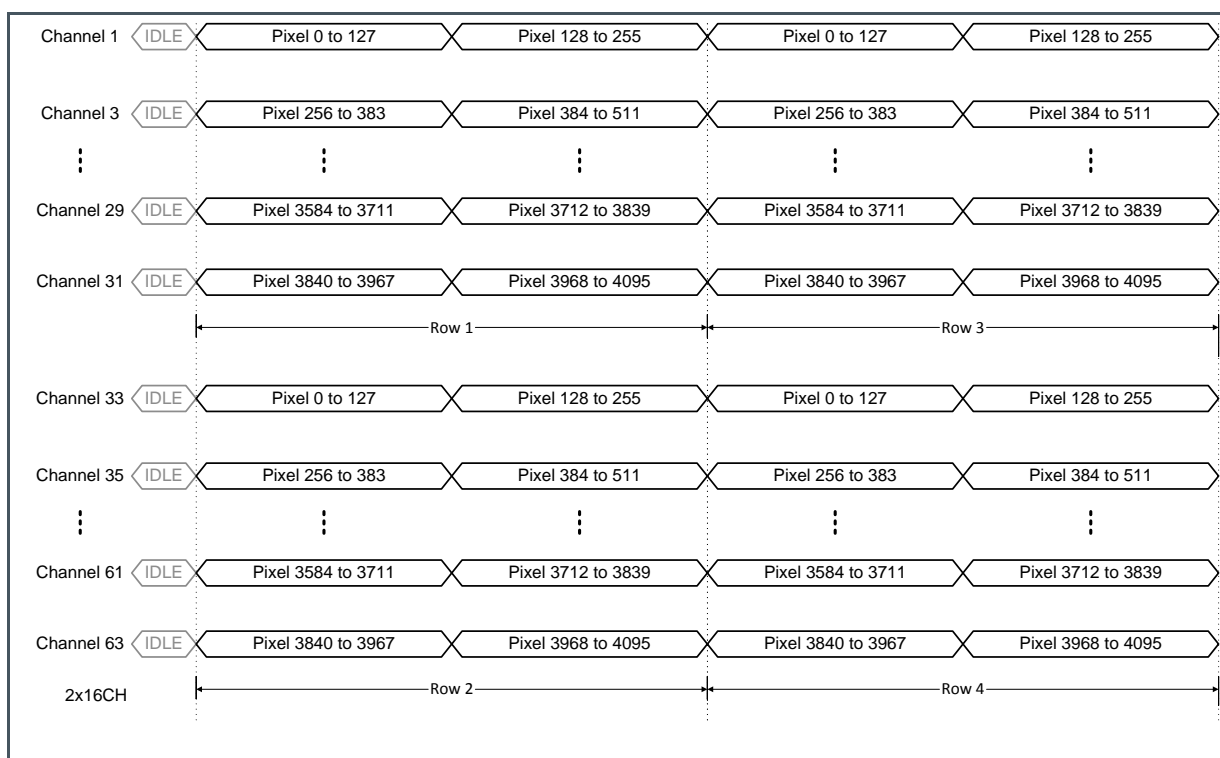 Channel 1 IDLE Pixel 0 to 127 Pixel 128 to 255 Pixel 0 to 127 Pixel 128 to 255
Channel 3 IDLE Pixel 256 to 383 Pixel 384 to 511 Pixel 256 to 383 Pixel 384 to 511
Channel 29 IDLE Pixel 3584 to 3711 Pixel 3712 to 3839 Pixel 3584 to 3711 Pixel 3712 to 3839
Channel 31 IDLE Pixel 3840 to 3967 Pixel 3968 to 4095 Pixel 3840 to 3967 Pixel 3968 to 4095
Row 1 Row 3
Channel 33 IDLE Pixel 0 to 127 Pixel 128 to 255 Pixel 0 to 127 Pixel 128 to 255
Channel 35 IDLE Pixel 256 to 383 Pixel 384 to 511 Pixel 256 to 383 Pixel 384 to 511
Channel 61 IDLE Pixel 3584 to 3711 Pixel 3712 to 3839 Pixel 3584 to 3711 Pixel 3712 to 3839
Channel 63 IDLE Pixel 3840 to 3967 Pixel 3968 to 4095 Pixel 3840 to 3967 Pixel 3968 to 4095
2x16CH Row 2 Row 4